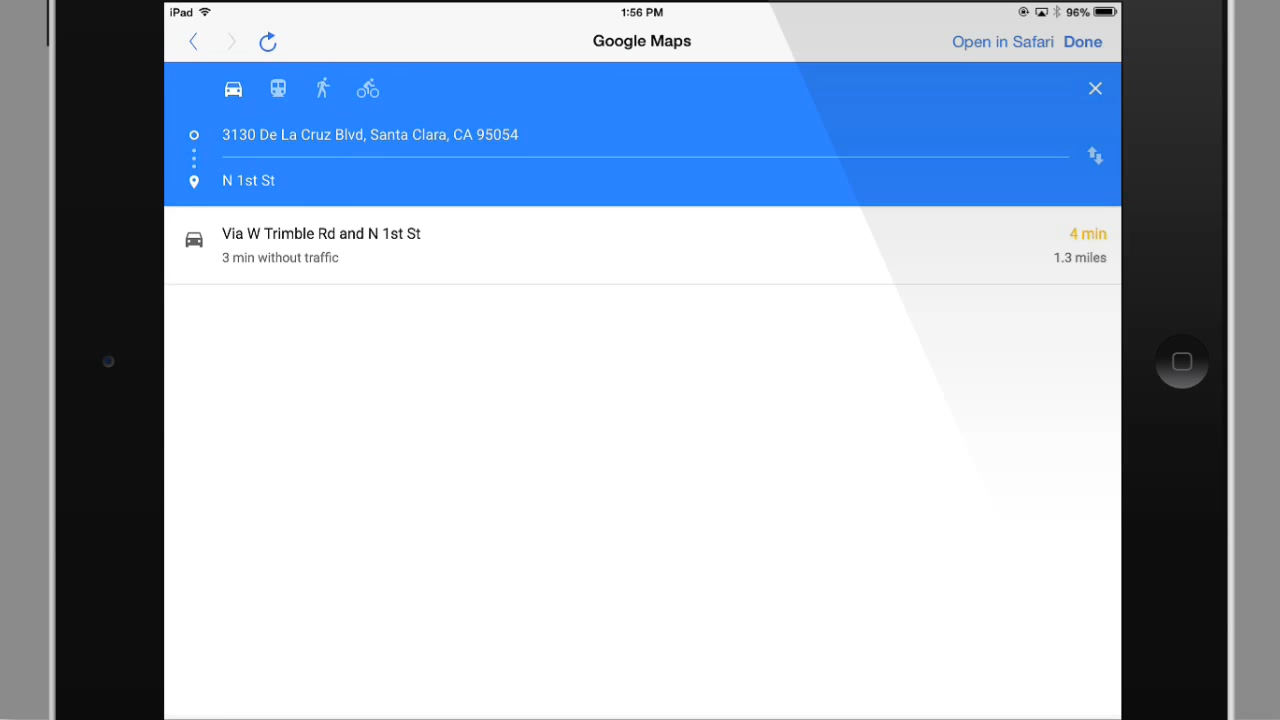 iPad 1:56 PM 96%
Google Maps Open in Safari Done
3130 De La Cruz Blvd, Santa Clara, CA 95054
N 1st St
Via W Trimble Rd and N 1st St 4 min
3 min without traffic 1.3 miles